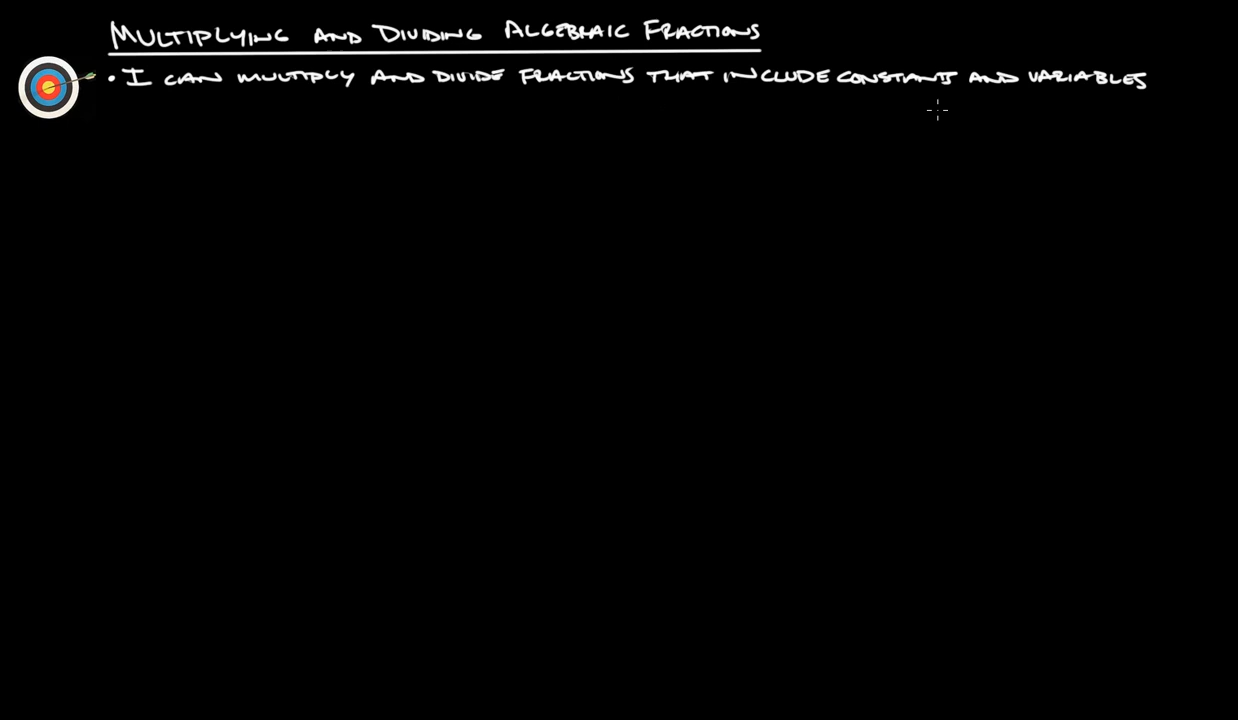 MULTIPLYING AND DIVIDING ALGEBRAIC FRACTIONS
• I CAN MULTIPLY AND DIVIDE FRACTIONS THAT INCLUDE CONSTANTS AND VARIABLES